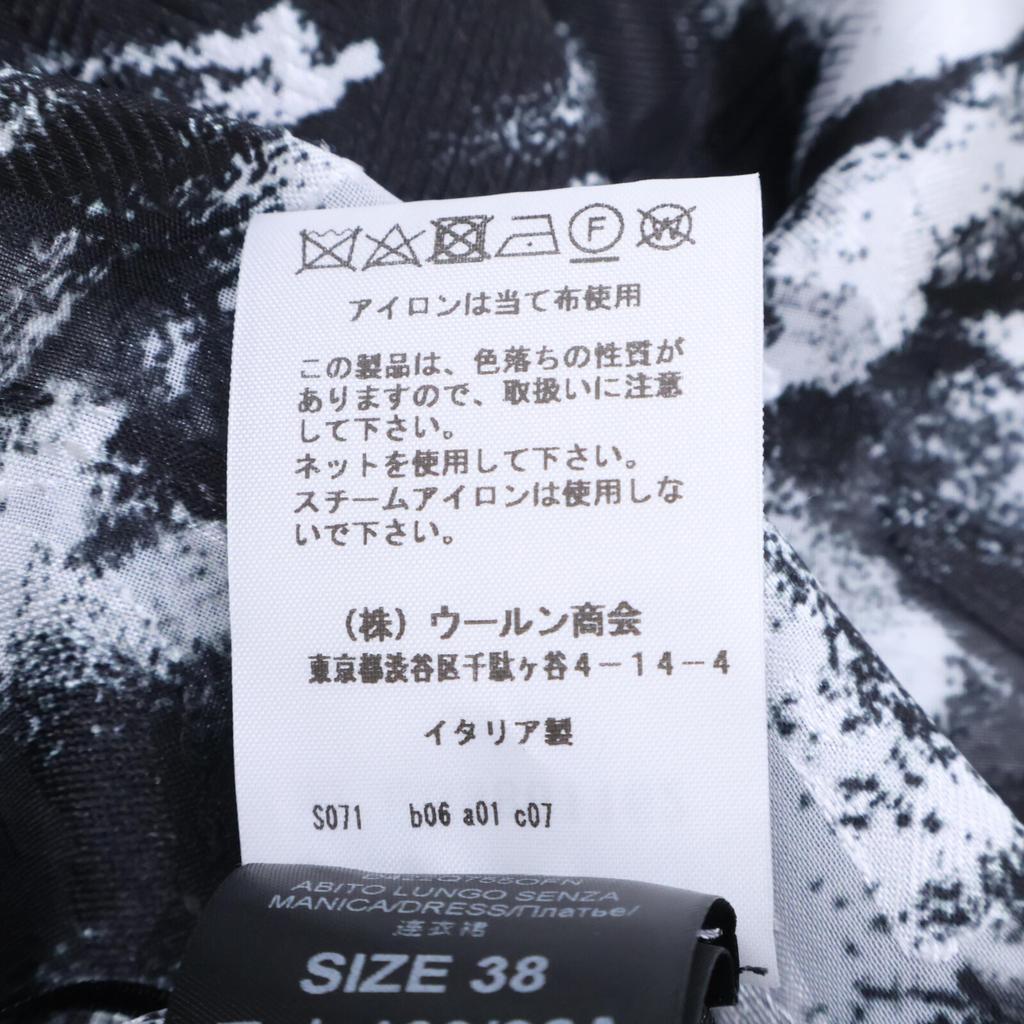 アイロンは当て布使用
この製品は、色落ちの性質が
ありますので、取扱いに注意
して下さい。
ネットを使用して下さい。
スチームアイロンは使用しな
いで下さい。
(株) ウールン商会
東京都渋谷区千駄ヶ谷4-14-4
イタリア製
S071 b06 a01 c07
ABITO LUNGO SENZA
MANICA/DRESS/Платье/
连衣裙
SIZE 38